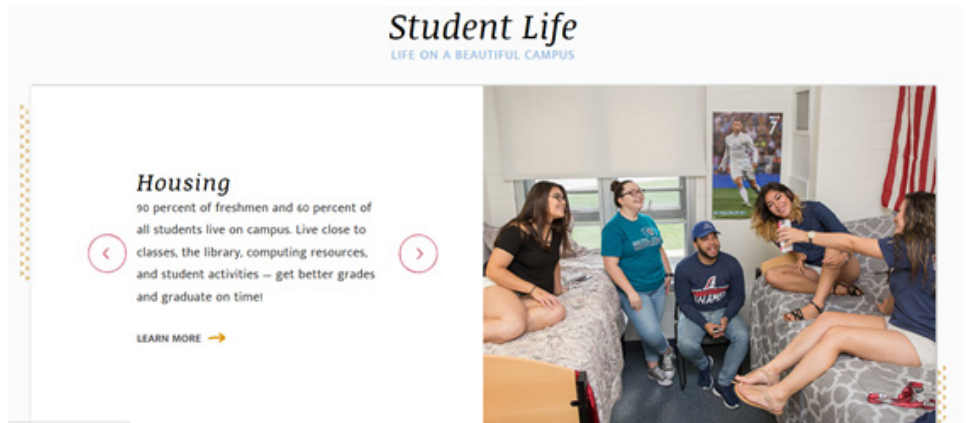 Student Life
LIFE ON A BEAUTIFUL CAMPUS
Housing
90 percent of freshmen and 60 percent of
all students live on campus. Live close to
classes, the library, computing resources,
and student activities — get better grades
and graduate on time!
LEARN MORE
7